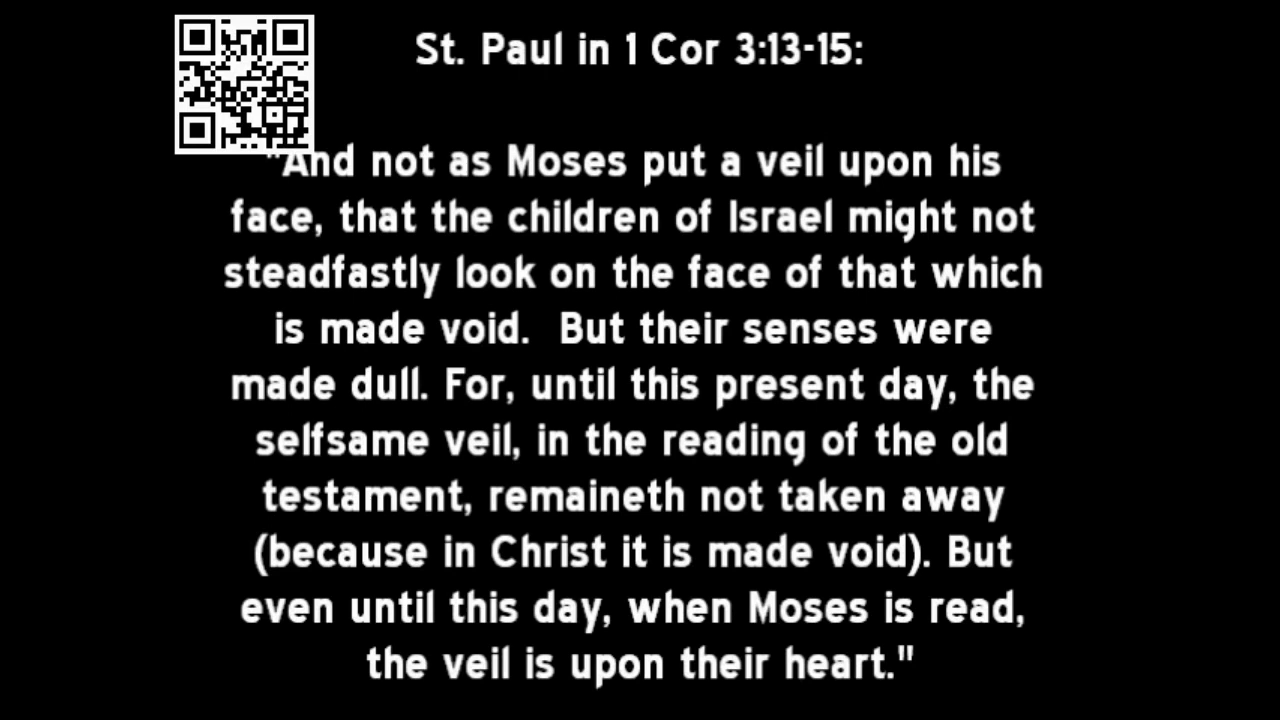 St. Paul in 1 Cor 3:13-15:
"And not as Moses put a veil upon his
face, that the children of Israel might not
steadfastly look on the face of that which
is made void.  But their senses were
made dull. For, until this present day, the
selfsame veil, in the reading of the old
testament, remaineth not taken away
(because in Christ it is made void). But
even until this day, when Moses is read,
the veil is upon their heart."